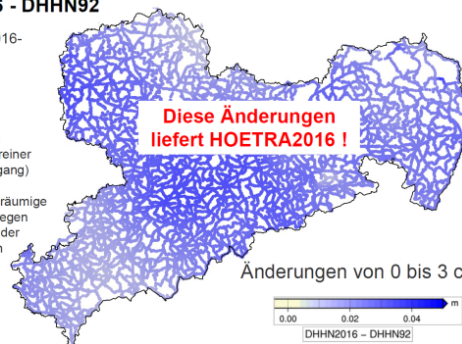 - DHHN92
016-
Diese Änderungen
liefert HOETRA2016 !
reiner
gang)
räumige
egen
der
Änderungen von 0 bis 3 c
0.00 0.02 0.04 m
DHHN2016 − DHHN92